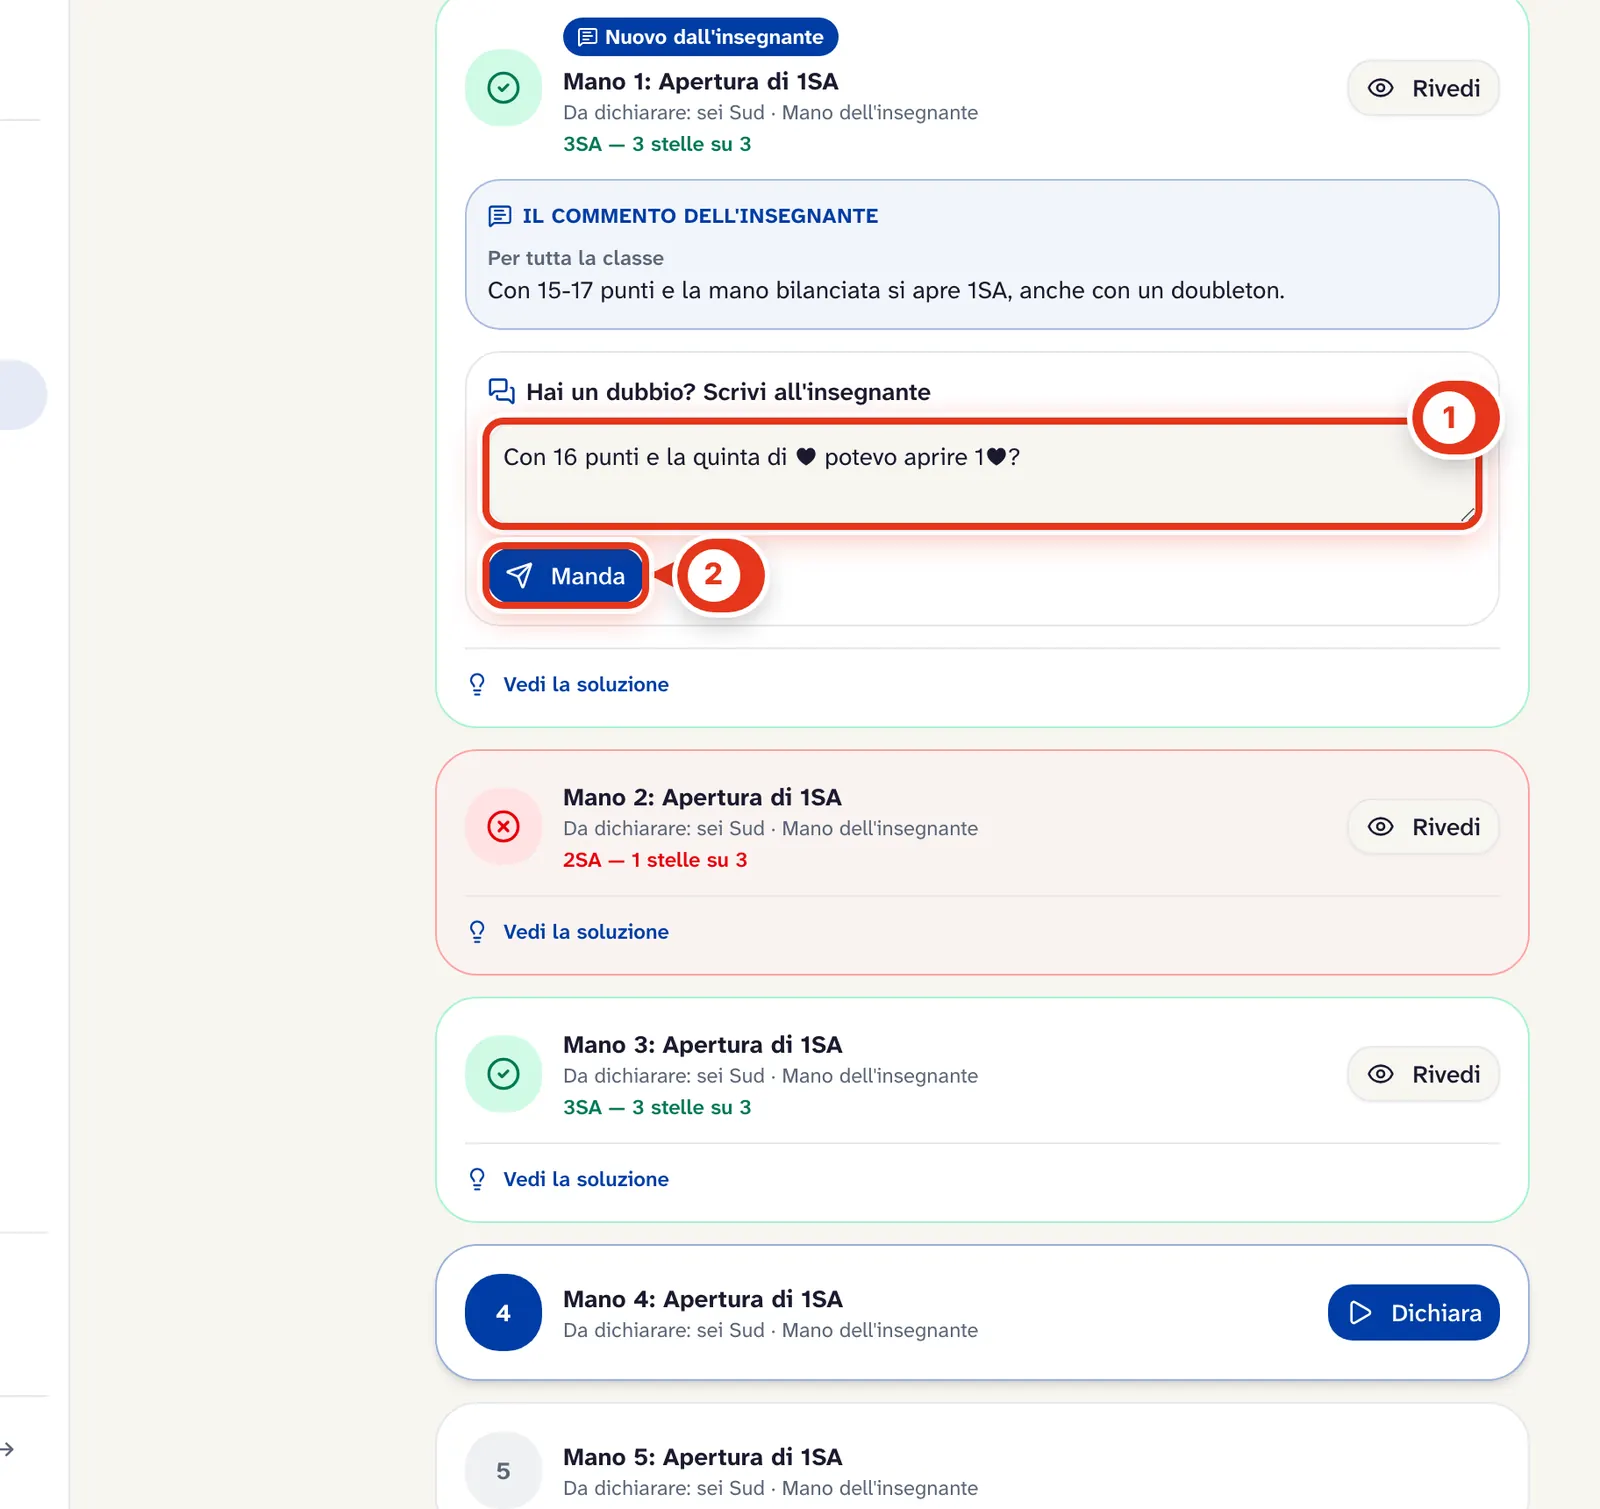 Nuovo dall'insegnante
Mano 1: Apertura di 1SA
Da dichiarare: sei Sud · Mano dell'insegnante
3SA — 3 stelle su 3
Rivedi
IL COMMENTO DELL'INSEGNANTE
Per tutta la classe
Con 15-17 punti e la mano bilanciata si apre 1SA, anche con un doubleton.
Hai un dubbio? Scrivi all'insegnante
1
Con 16 punti e la quinta di ♥ potevo aprire 1♥?
Manda
2
Vedi la soluzione
Mano 2: Apertura di 1SA
Da dichiarare: sei Sud · Mano dell'insegnante
2SA — 1 stelle su 3
Rivedi
Vedi la soluzione
Mano 3: Apertura di 1SA
Da dichiarare: sei Sud · Mano dell'insegnante
3SA — 3 stelle su 3
Rivedi
Vedi la soluzione
4
Mano 4: Apertura di 1SA
Da dichiarare: sei Sud · Mano dell'insegnante
Dichiara
5
Mano 5: Apertura di 1SA
Da dichiarare: sei Sud · Mano dell'insegnante